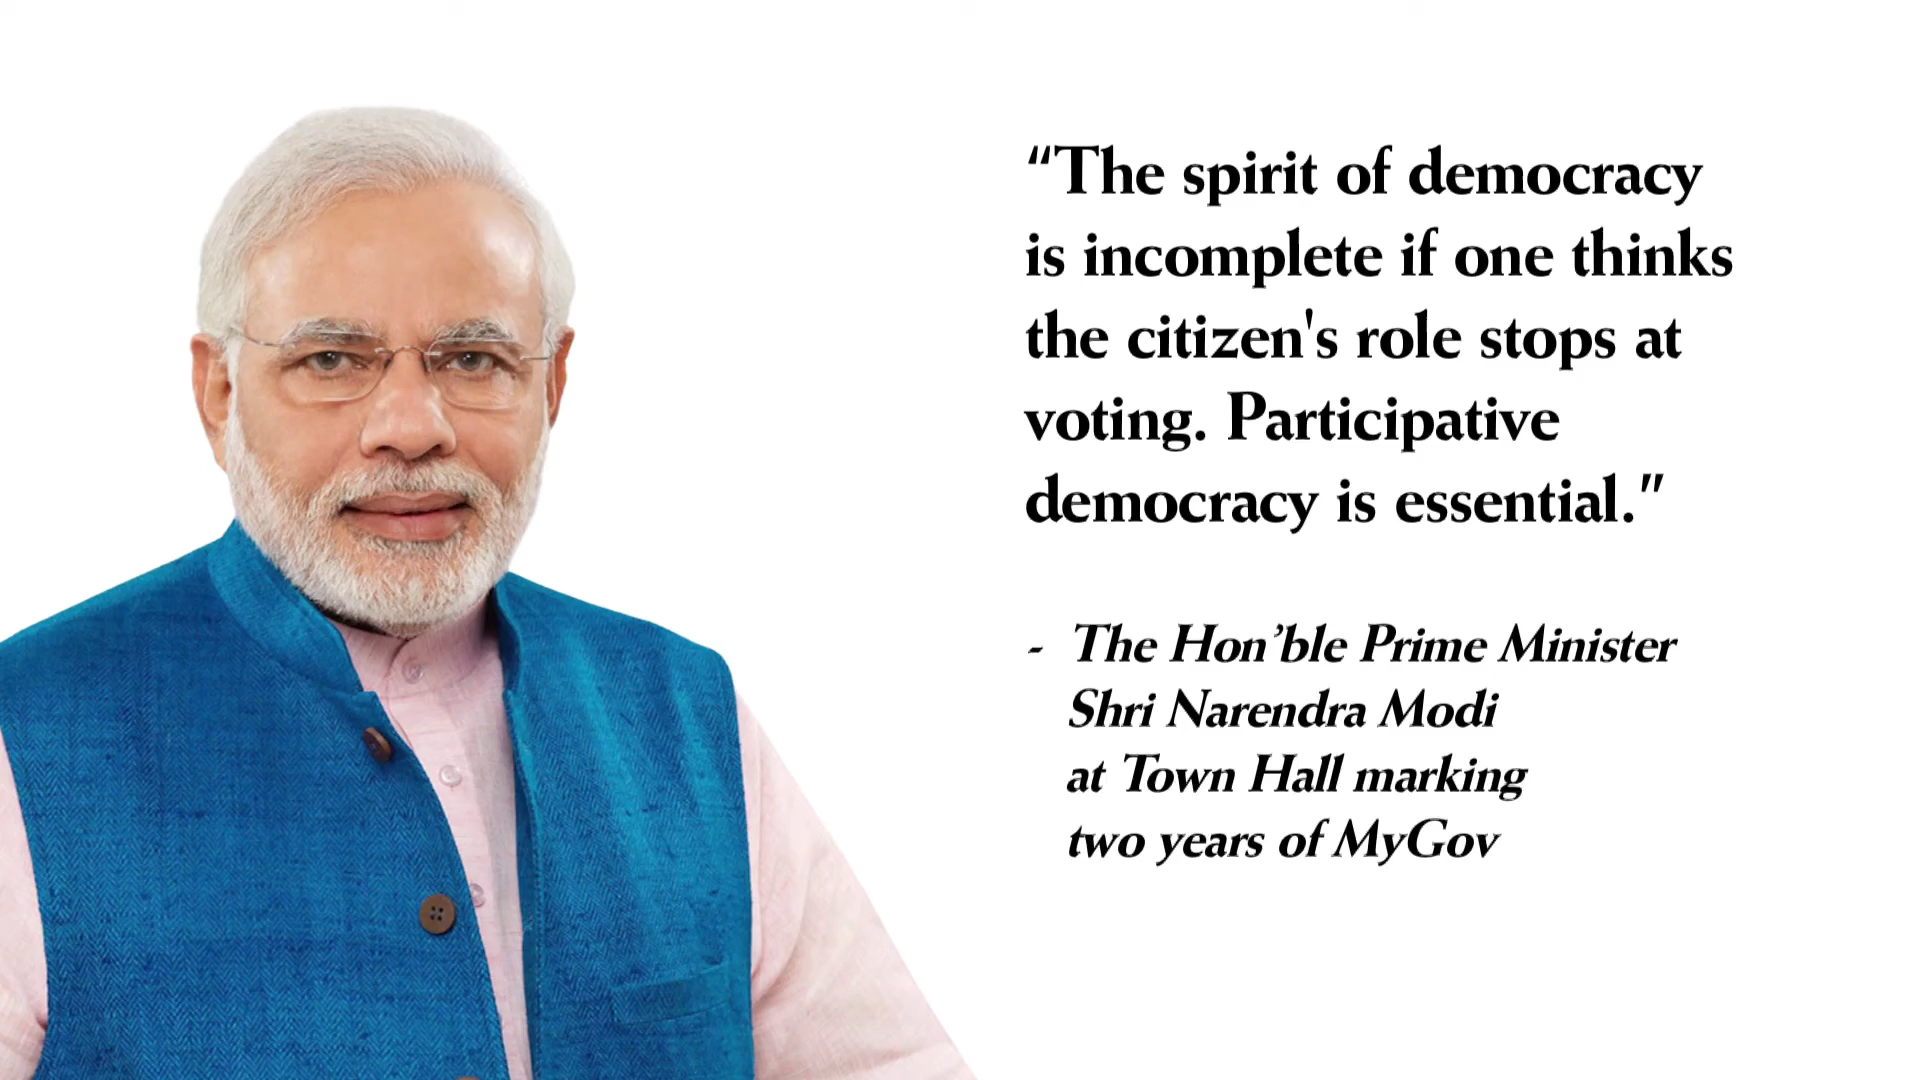 “The spirit of democracy
is incomplete if one thinks
the citizen's role stops at
voting. Participative
democracy is essential."
- The Hon’ble Prime Minister
Shri Narendra Modi
at Town Hall marking
two years of MyGov